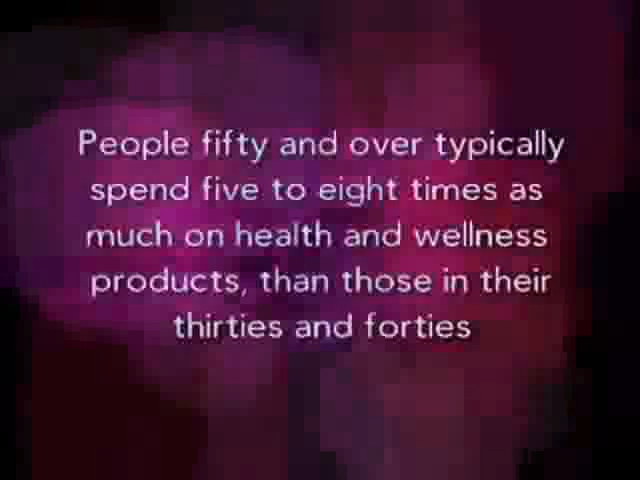 People fifty and over typically
spend five to eight times as
much on health and wellness
products, than those in their
thirties and forties